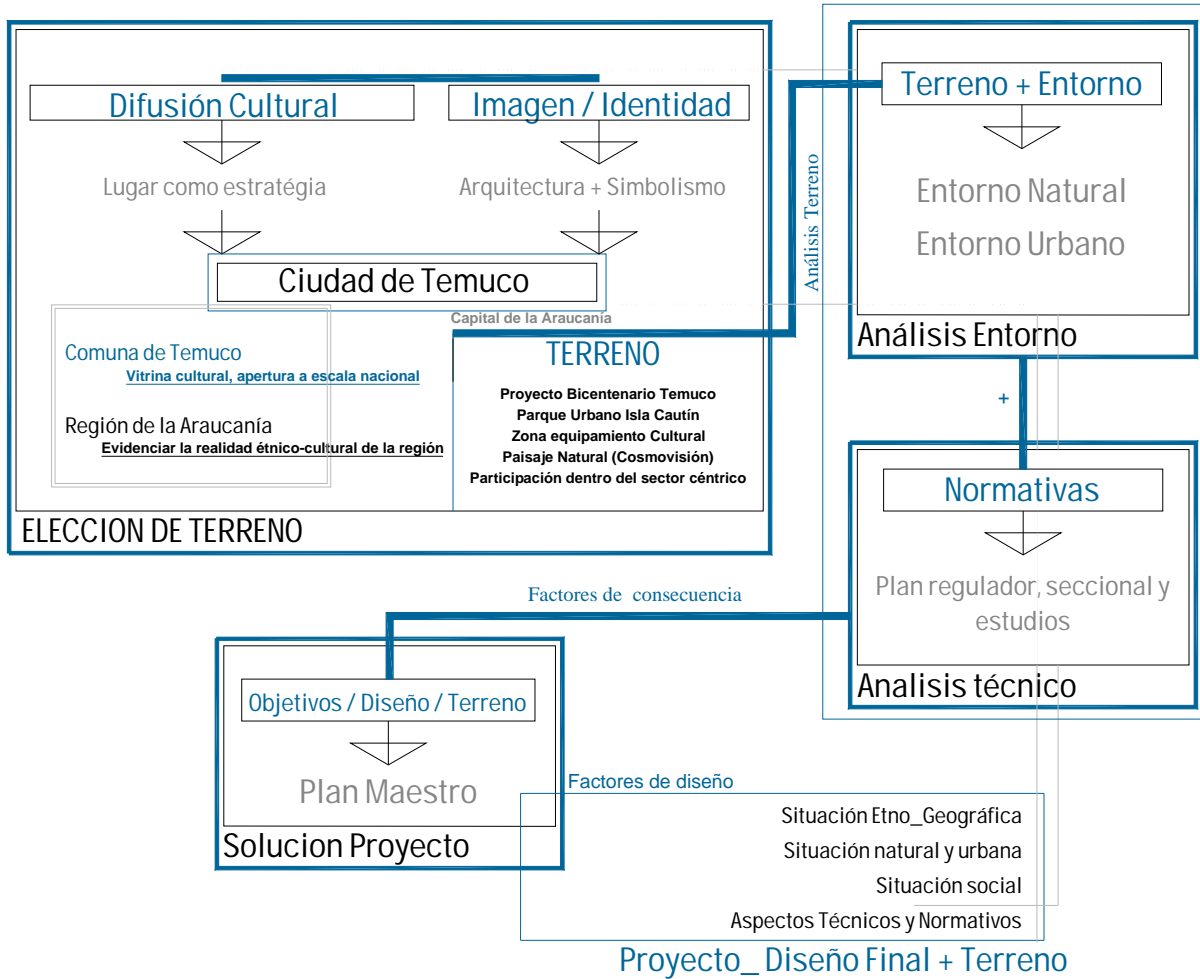 Difusión Cultural
Imagen / Identidad
Lugar como estratégia
Arquitectura + Simbolismo
Ciudad de Temuco
Capital de la Araucanía
Comuna de Temuco
Vitrina cultural, apertura a escala nacional
Región de la Araucanía
Evidenciar la realidad étnico-cultural de la región
TERRENO
Proyecto Bicentenario Temuco
Parque Urbano Isla Cautín
Zona equipamiento Cultural
Paisaje Natural (Cosmovisión)
Participación dentro del sector céntrico
ELECCION DE TERRENO
Análisis Terreno
Terreno + Entorno
Entorno Natural
Entorno Urbano
Análisis Entorno
+
Normativas
Plan regulador, seccional y
estudios
Analisis técnico
Factores de consecuencia
Objetivos / Diseño / Terreno
Plan Maestro
Solucion Proyecto
Factores de diseño
Situación Etno_Geográfica
Situación natural y urbana
Situación social
Aspectos Técnicos y Normativos
Proyecto_ Diseño Final + Terreno